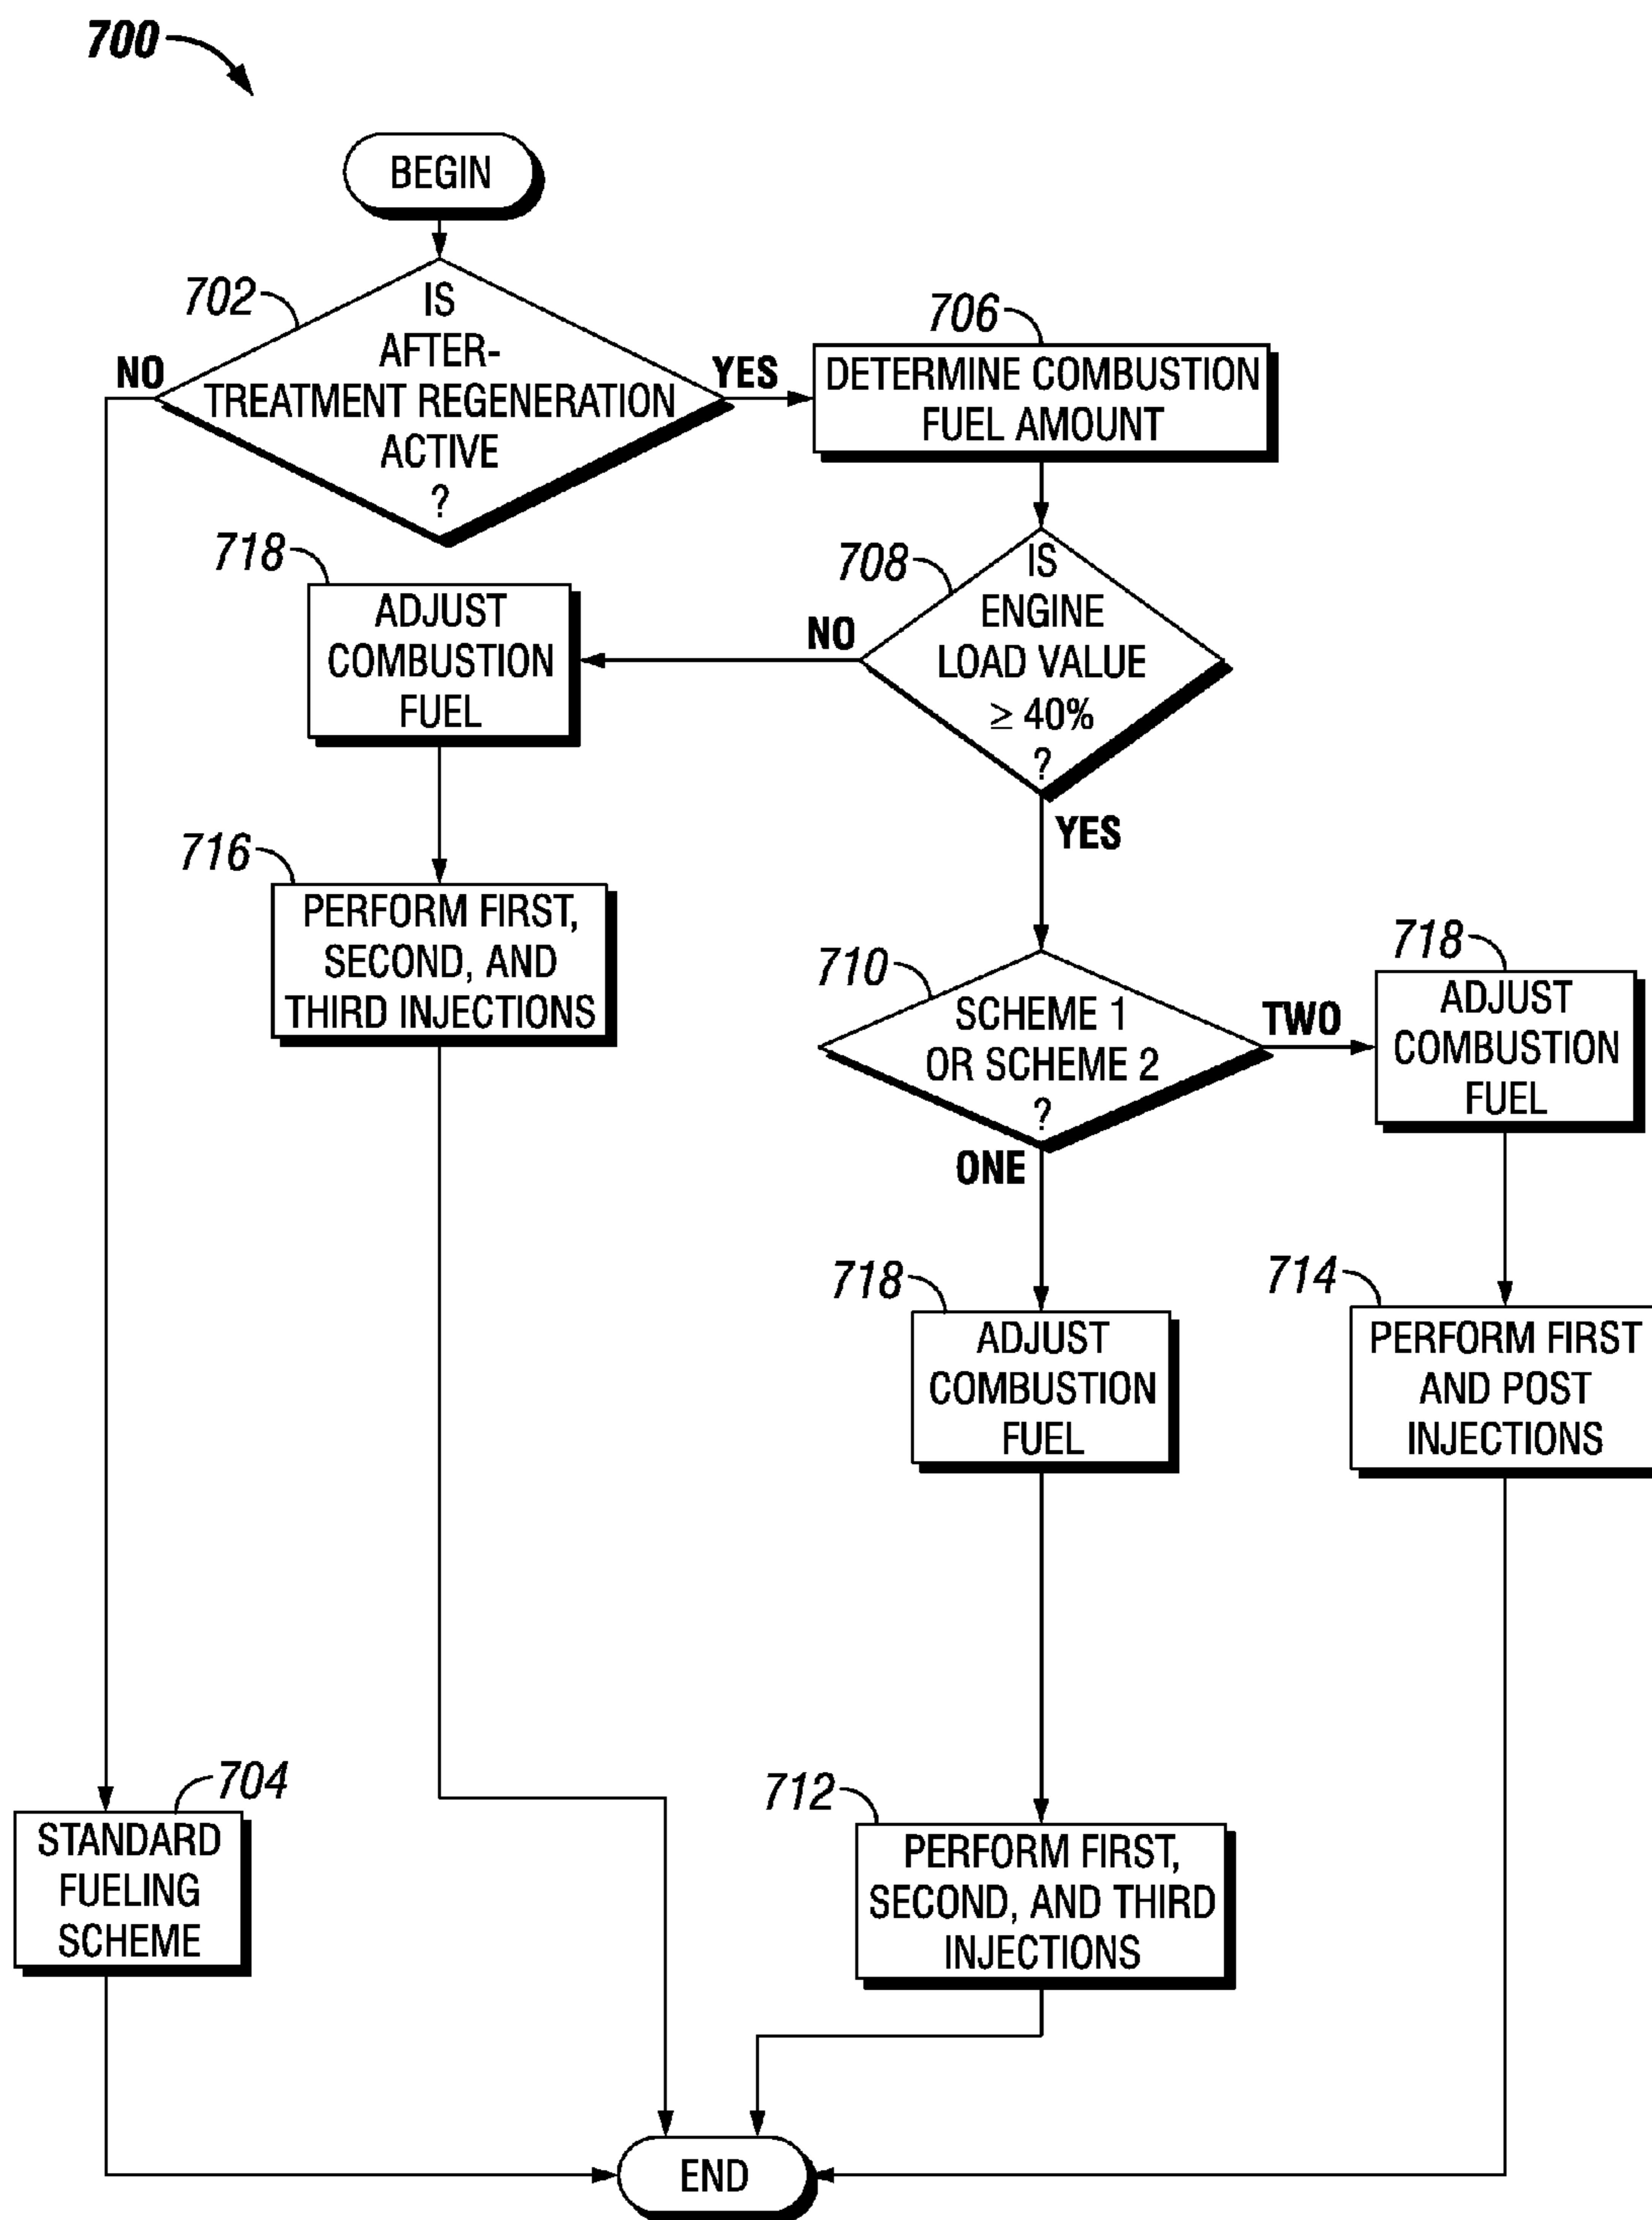 700
BEGIN
702
IS
AFTER-
TREATMENT REGENERATION
ACTIVE
?
NO
YES
706
DETERMINE COMBUSTION
FUEL AMOUNT
708
IS
ENGINE
LOAD VALUE
≥ 40%
?
NO
YES
718
ADJUST
COMBUSTION
FUEL
716
PERFORM FIRST,
SECOND, AND
THIRD INJECTIONS
710
SCHEME 1
OR SCHEME 2
?
TWO
ONE
718
ADJUST
COMBUSTION
FUEL
718
ADJUST
COMBUSTION
FUEL
714
PERFORM FIRST
AND POST
INJECTIONS
704
STANDARD
FUELING
SCHEME
712
PERFORM FIRST,
SECOND, AND THIRD
INJECTIONS
END